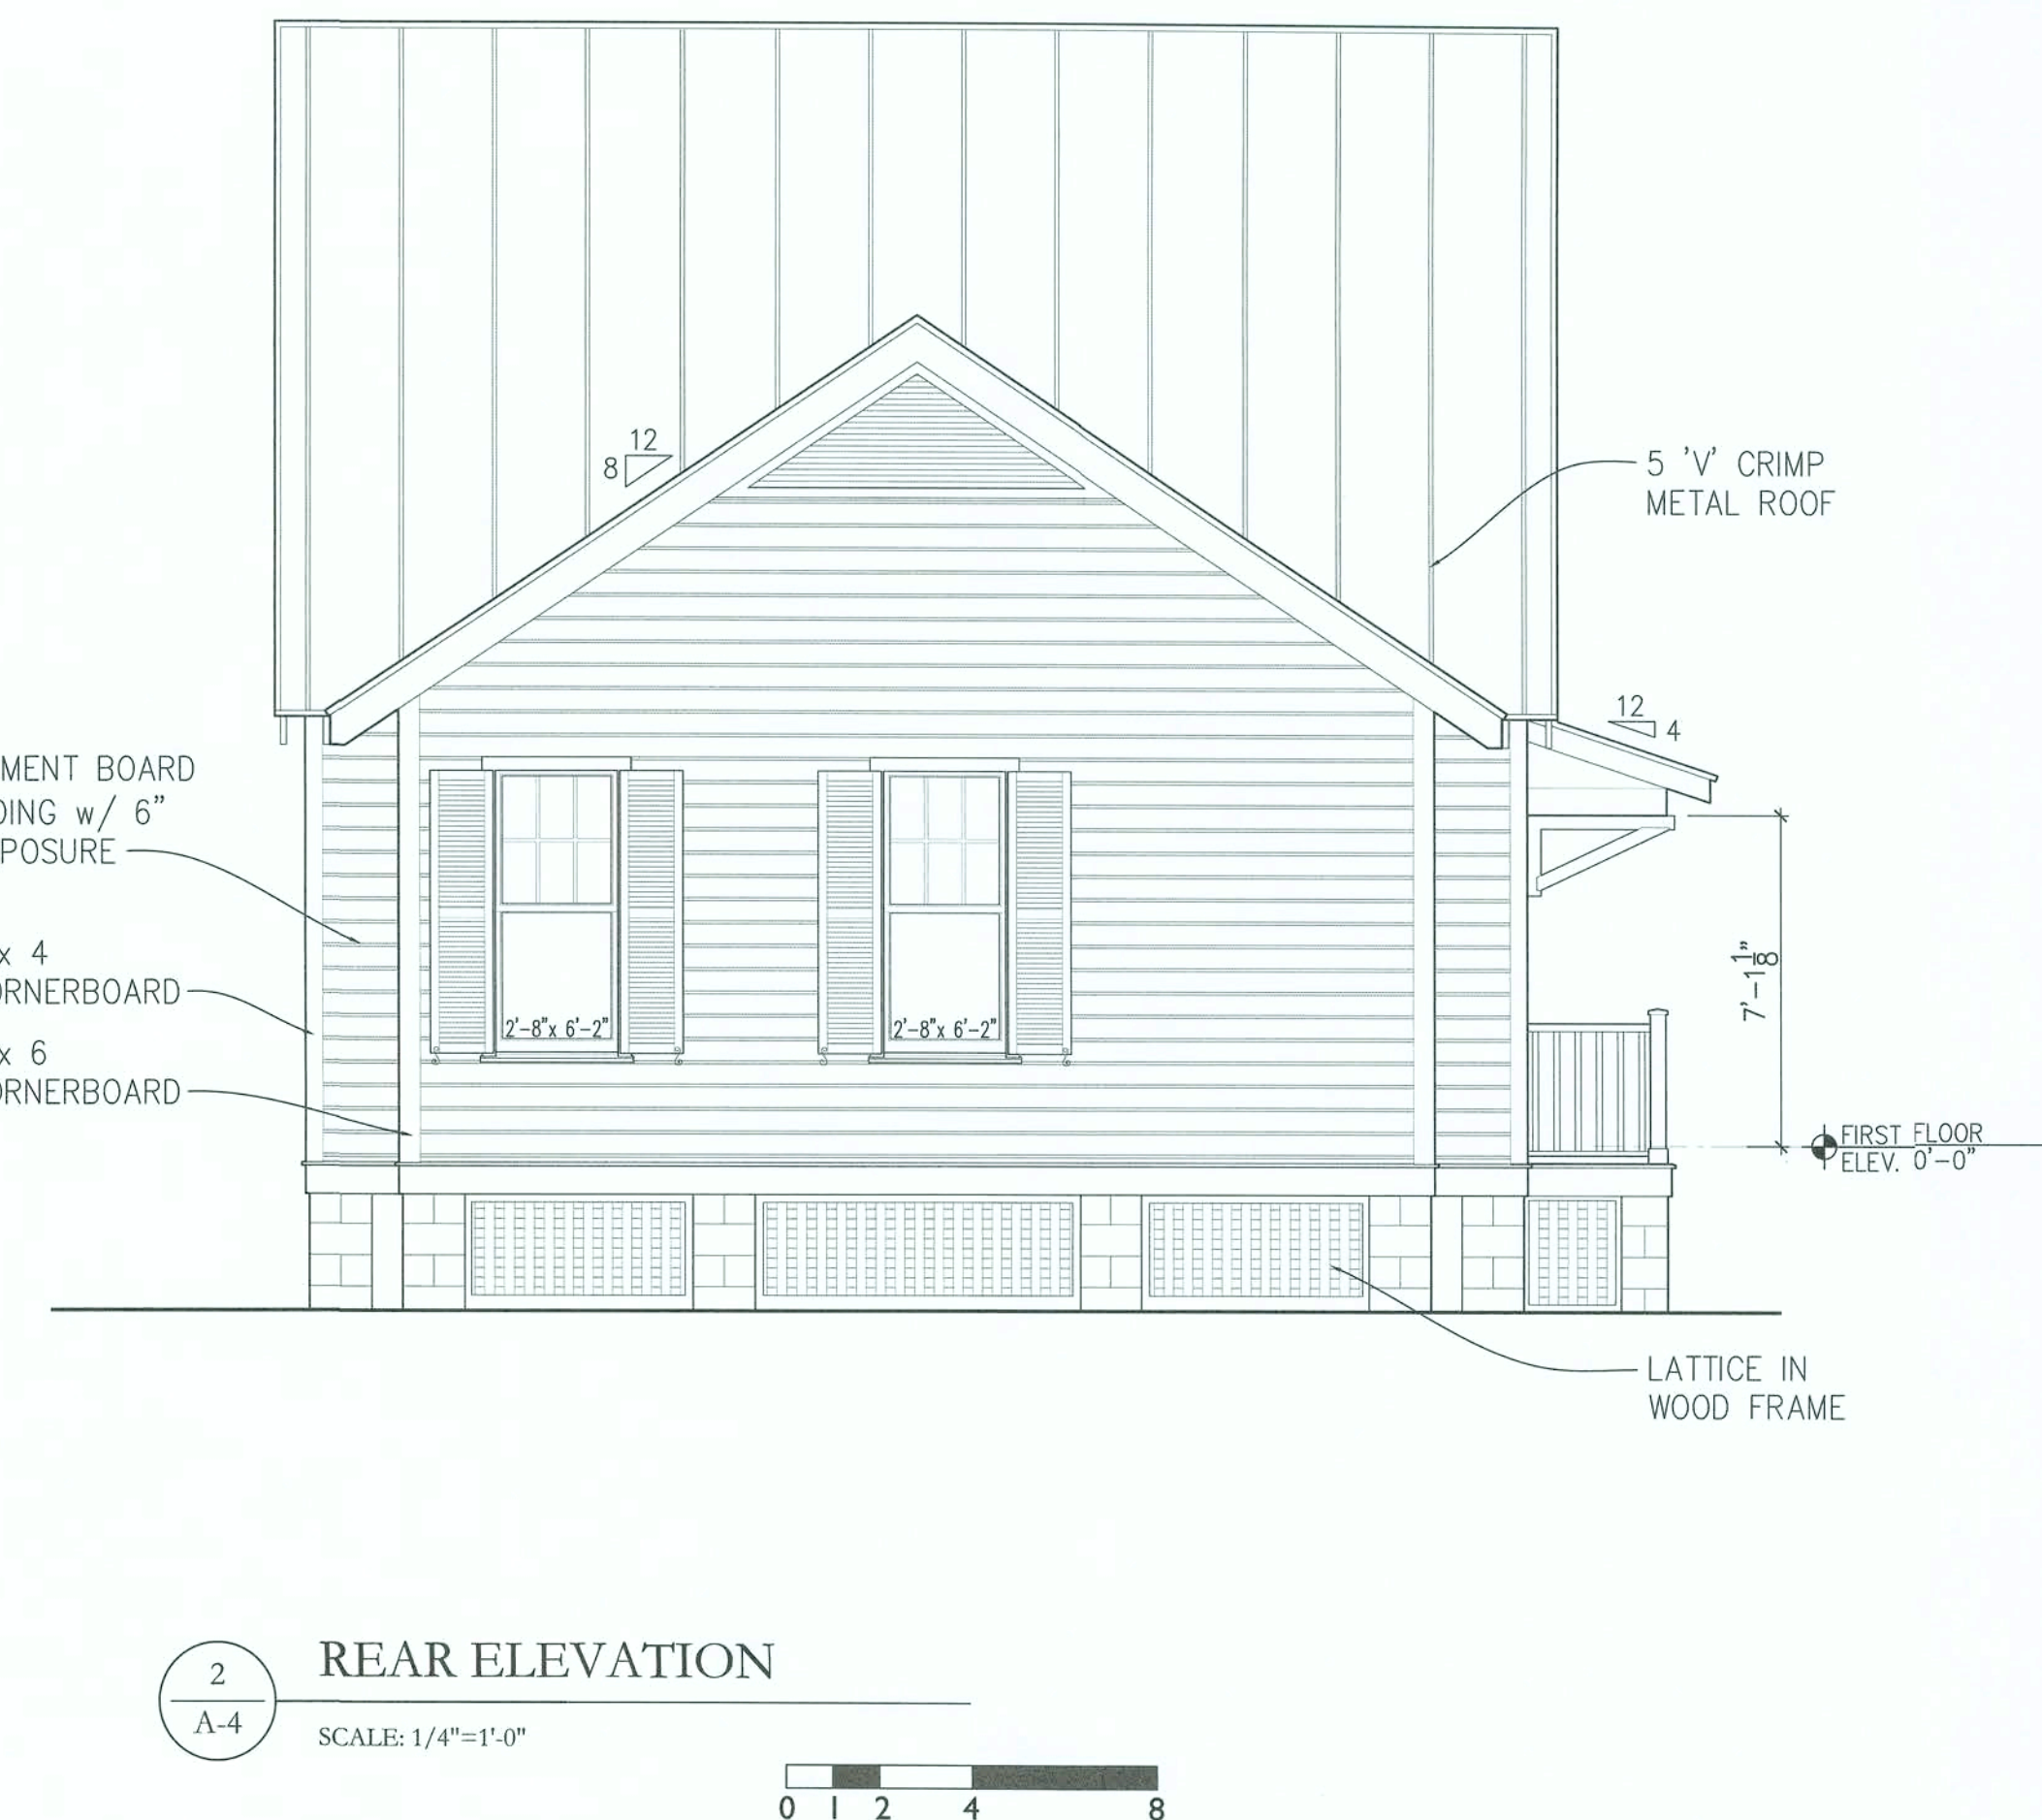 12
8
5 'V' CRIMP
METAL ROOF
12
4
MENT BOARD
DING w/ 6"
POSURE
x 4
ORNERBOARD
x 6
ORNERBOARD
2'-8"x 6'-2"
2'-8"x 6'-2"
7'-1 1/8"
FIRST FLOOR
ELEV. 0'-0"
LATTICE IN
WOOD FRAME
2
A-4
REAR ELEVATION
SCALE: 1/4"=1'-0"
0 1 2 4 8